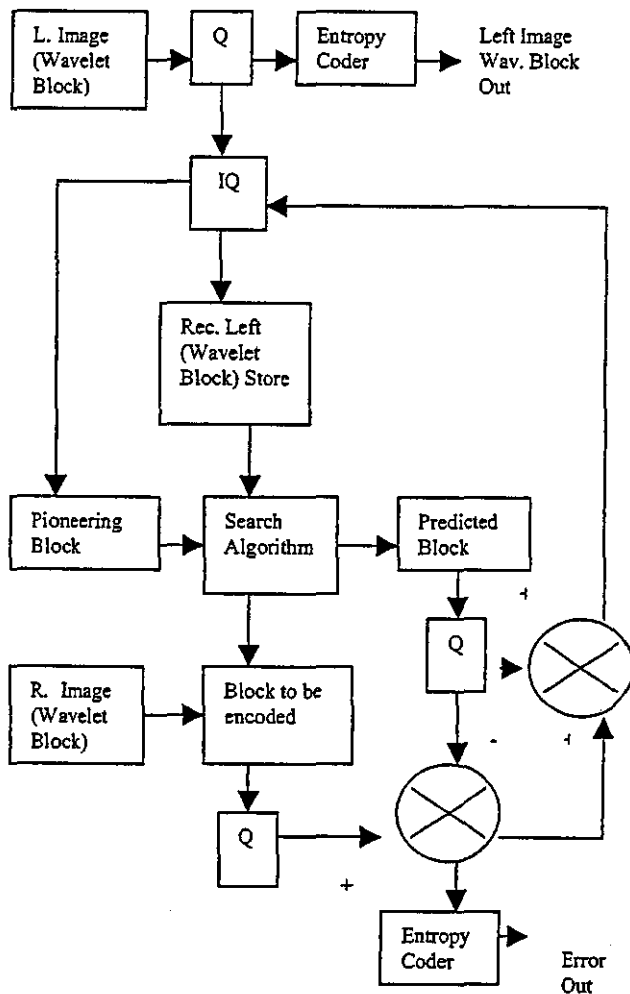 L. Image
(Wavelet
Block)
Q
Entropy
Coder
Left Image
Wav. Block
Out
IQ
Rec. Left
(Wavelet
Block) Store
Pioneering
Block
Search
Algorithm
Predicted
Block
+
Q
R. Image
(Wavelet
Block)
Block to be
encoded
-
+
Q
+
Entropy
Coder
Error
Out